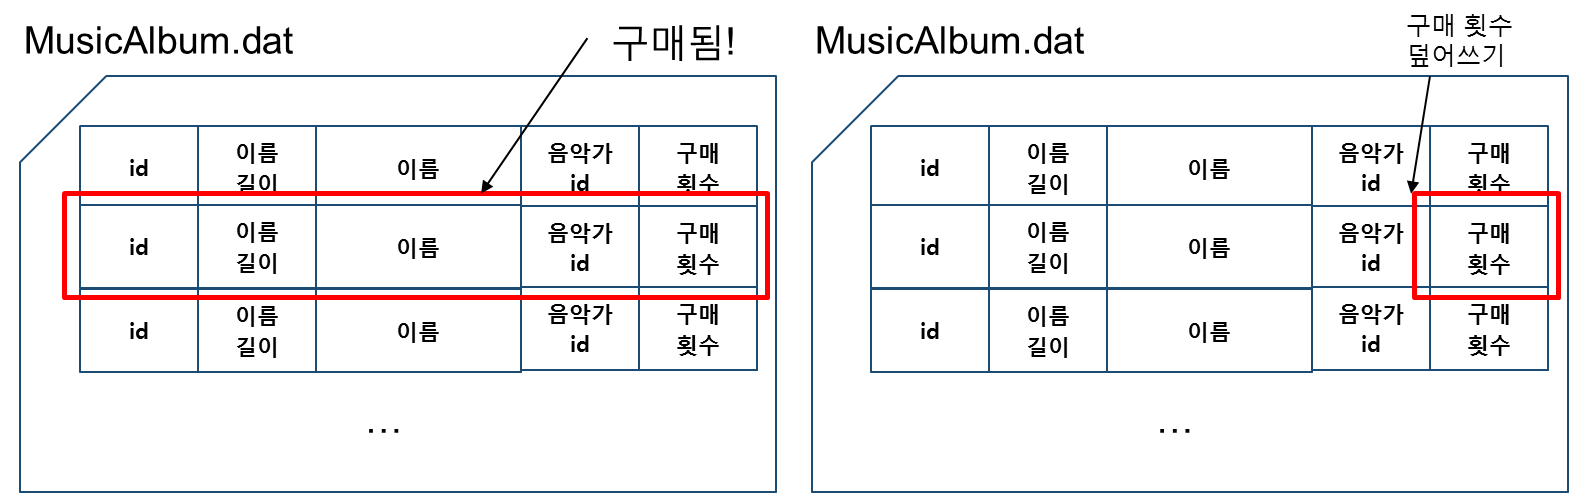 MusicAlbum.dat
구매됨!
id
이름
길이
이름
음악가
id
구매
횟수
id
이름
길이
이름
음악가
id
구매
횟수
id
이름
길이
이름
음악가
id
구매
횟수
...
MusicAlbum.dat
구매 횟수
덮어쓰기
id
이름
길이
이름
음악가
id
구매
횟수
id
이름
길이
이름
음악가
id
구매
횟수
id
이름
길이
이름
음악가
id
구매
횟수
...